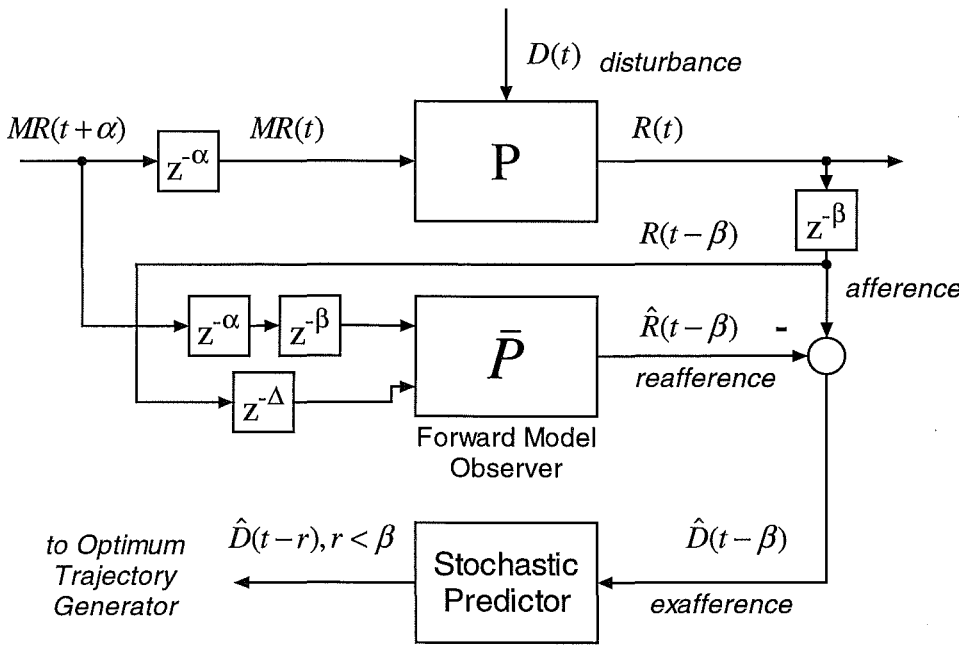 D(t) disturbance
MR(t+α)
z⁻ᵅ
MR(t)
P
R(t)
z⁻ᵝ
R(t−β)
afference
z⁻ᵅ
z⁻ᵝ
P̄
R̂(t−β)
-
reafference
z^-Δ
Forward Model
Observer
to Optimum
Trajectory
Generator
D̂(t−r), r < β
Stochastic
Predictor
D̂(t−β)
exafference